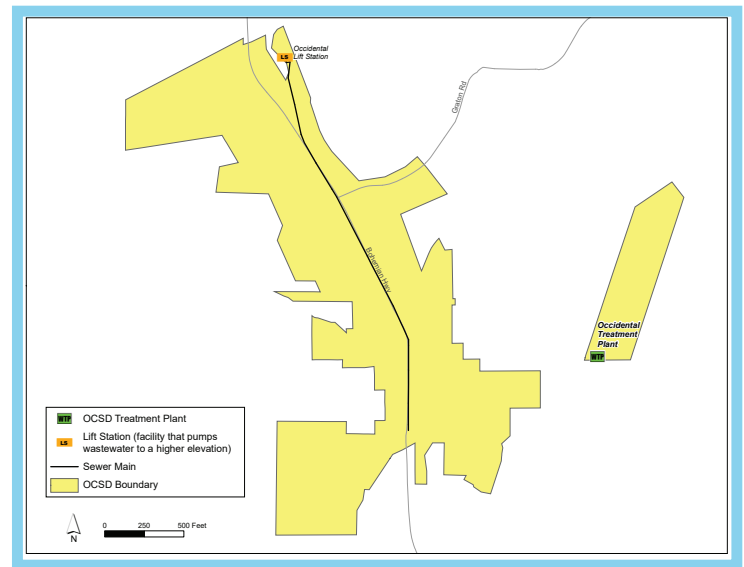 LS
Occidental
Lift Station
Graton Rd
Bohemian Hwy
Occidental
Treatment
Plant
WTP
WTP OCSD Treatment Plant
LS Lift Station (facility that pumps
wastewater to a higher elevation)
Sewer Main
OCSD Boundary
N
0 250 500 Feet